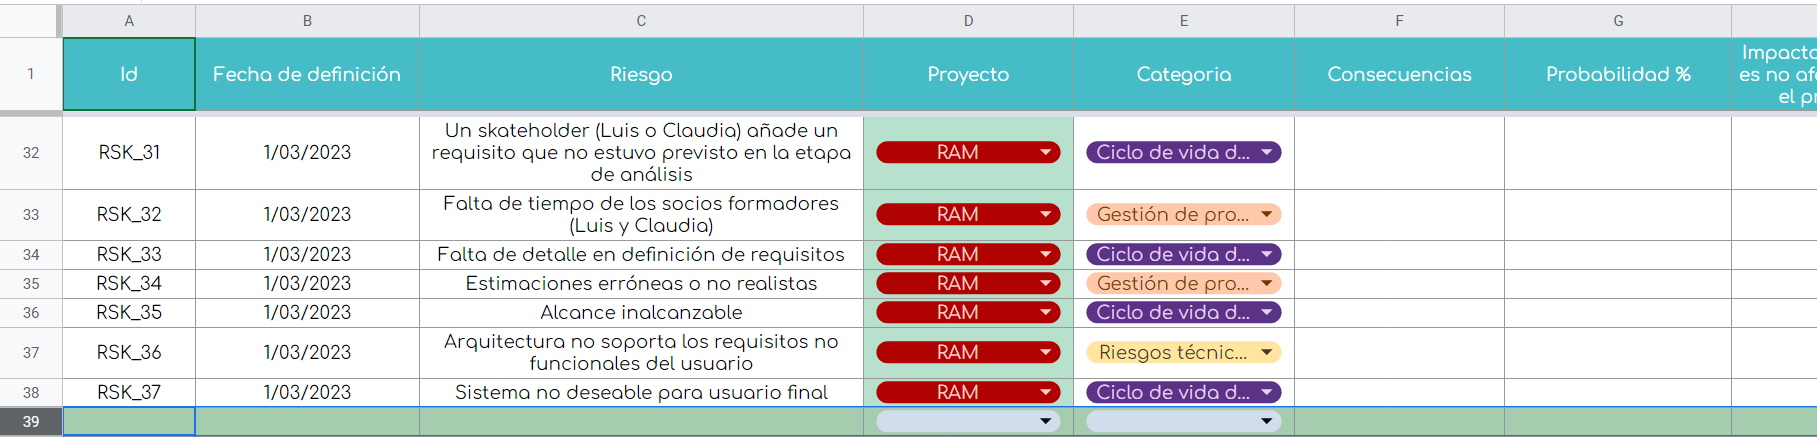 A B C D E F G
1 Id Fecha de definición Riesgo Proyecto Categoria Consecuencias Probabilidad % Impacto
es no
el
32 RSK_31 1/03/2023 Un skateholder (Luis o Claudia) añade un
requisito que no estuvo previsto en la etapa
de análisis RAM Ciclo de vida d...
33 RSK_32 1/03/2023 Falta de tiempo de los socios formadores
(Luis y Claudia) RAM Gestión de pro...
34 RSK_33 1/03/2023 Falta de detalle en definición de requisitos RAM Ciclo de vida d...
35 RSK_34 1/03/2023 Estimaciones erróneas o no realistas RAM Gestión de pro...
36 RSK_35 1/03/2023 Alcance inalcanzable RAM Ciclo de vida d...
37 RSK_36 1/03/2023 Arquitectura no soporta los requisitos no
funcionales del usuario RAM Riesgos técnic...
38 RSK_37 1/03/2023 Sistema no deseable para usuario final RAM Ciclo de vida d...
39